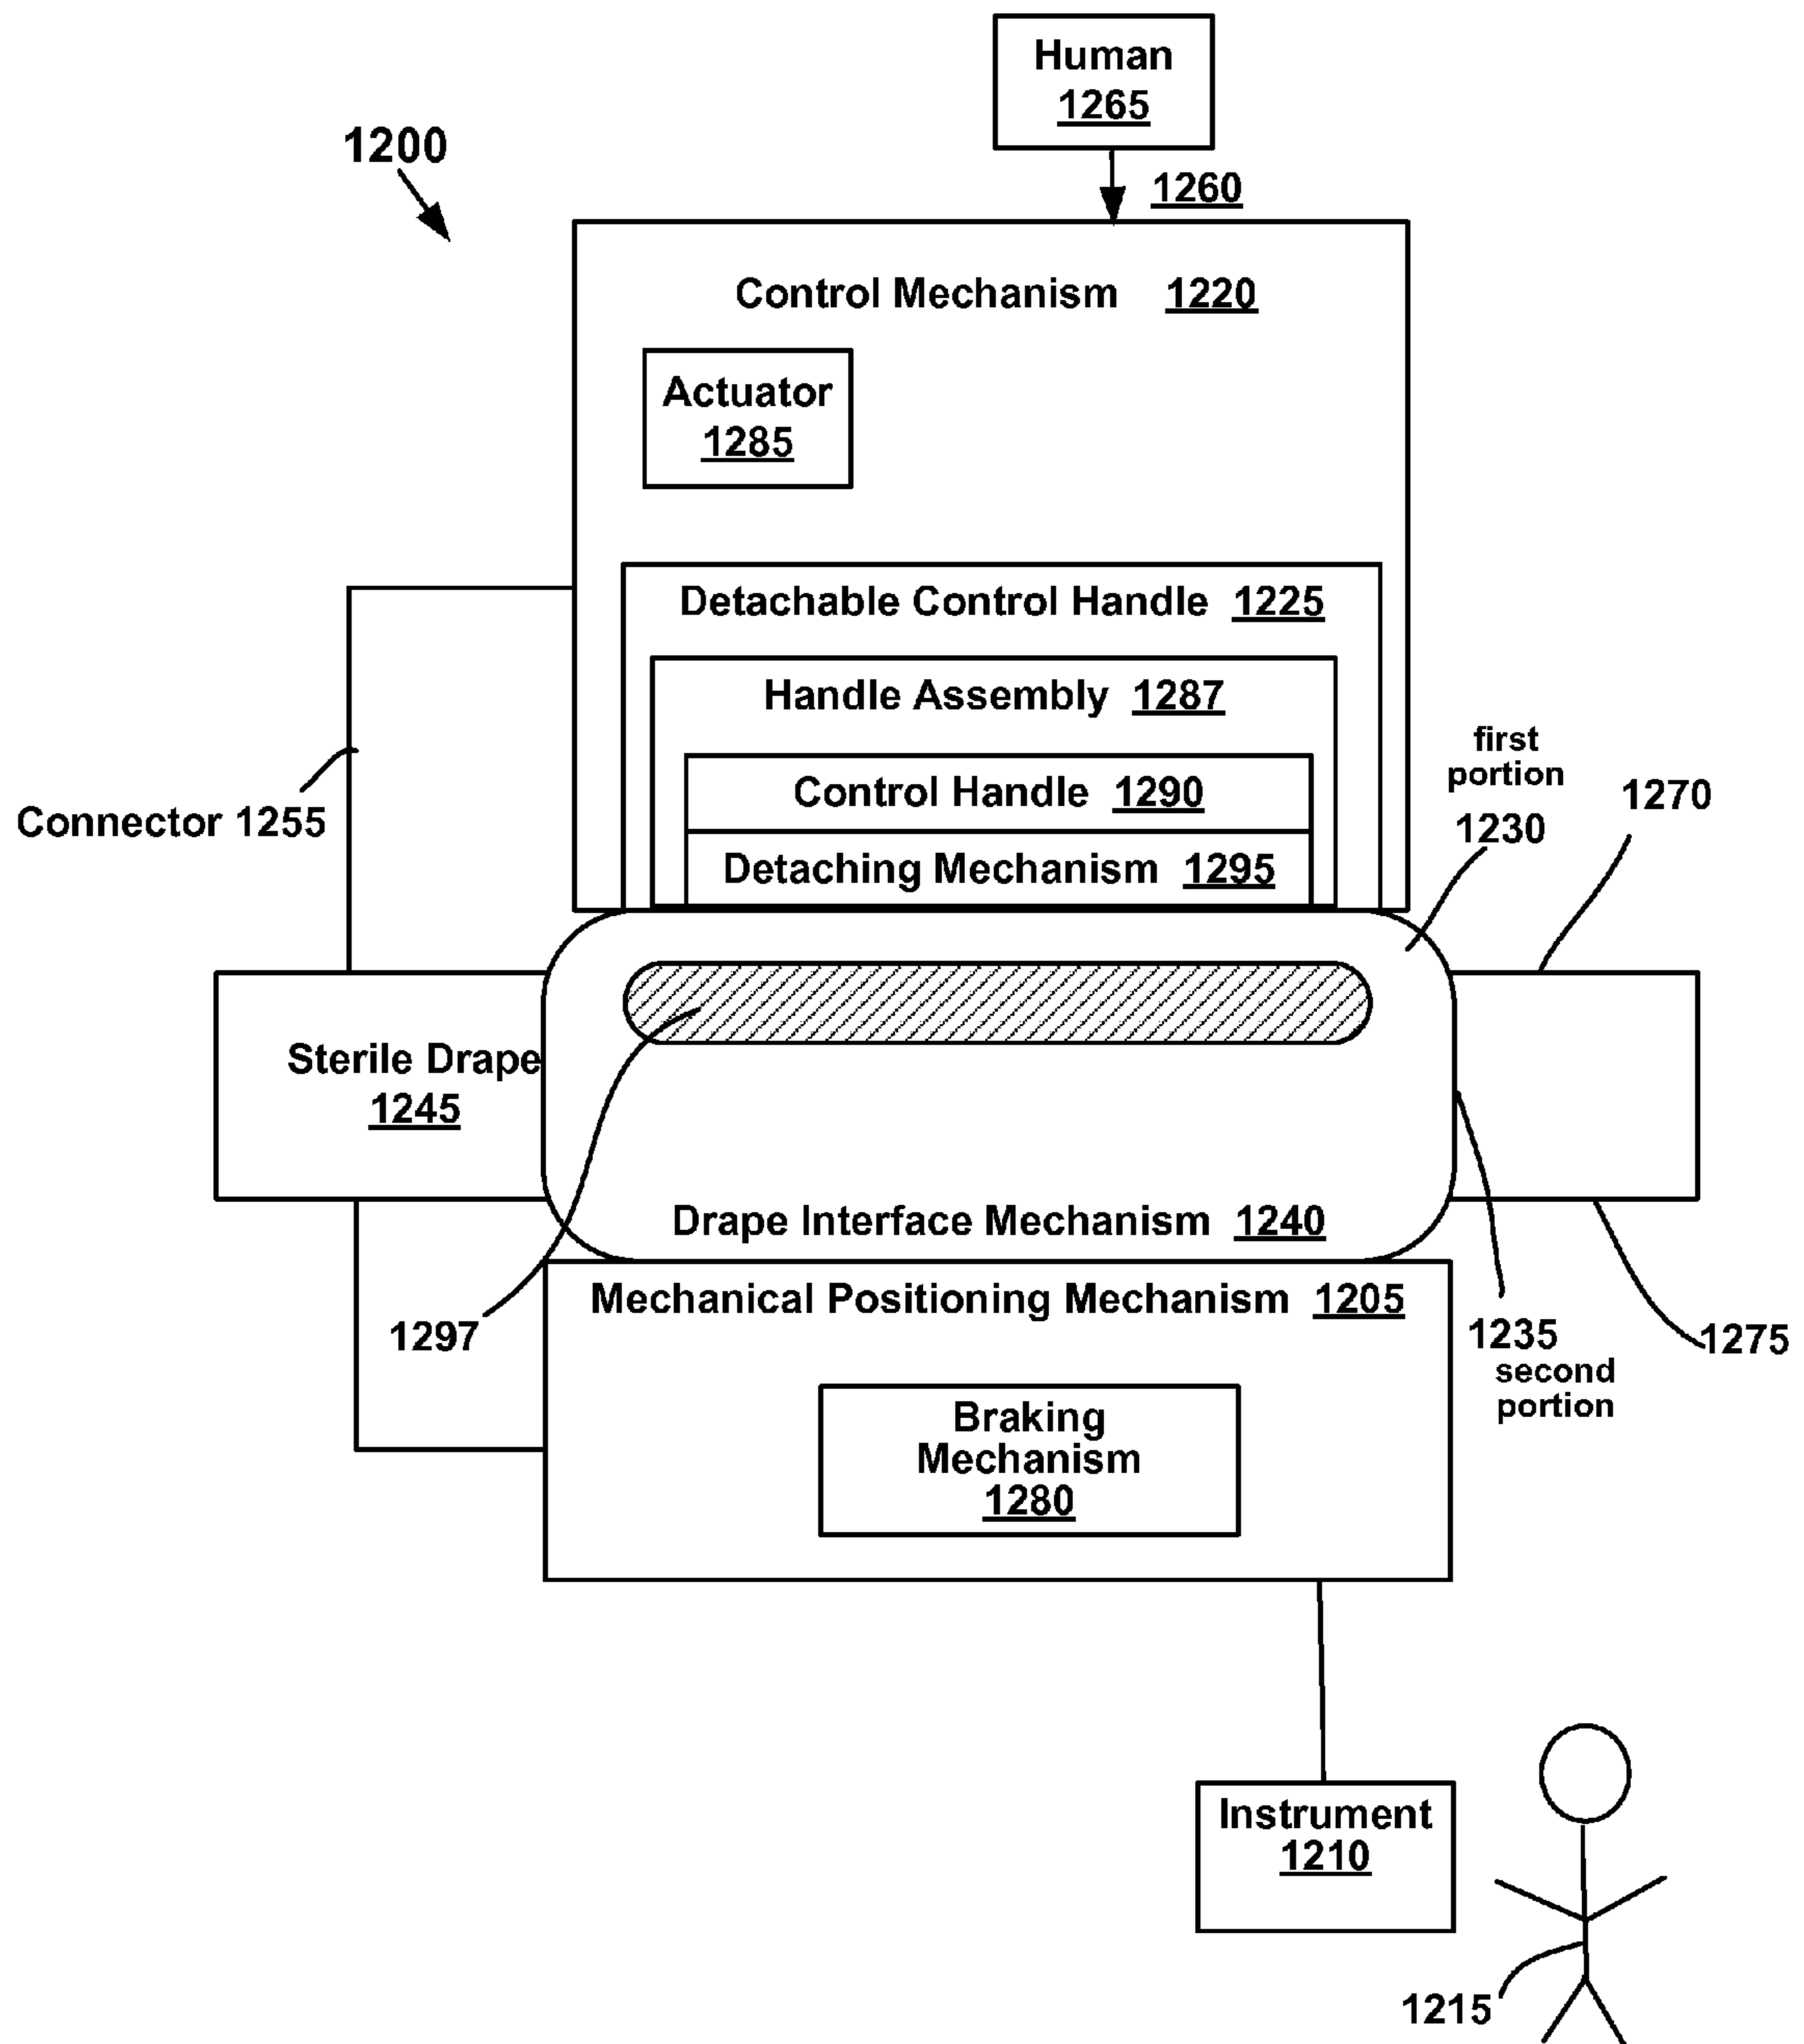 Human
1265
1200
1260
Control Mechanism 1220
Actuator
1285
Detachable Control Handle 1225
Handle Assembly 1287
Control Handle 1290
Detaching Mechanism 1295
Connector 1255
first
portion
1230
1270
Sterile Drape
1245
Drape Interface Mechanism 1240
Mechanical Positioning Mechanism 1205
1297
1235
second
portion
1275
Braking
Mechanism
1280
Instrument
1210
1215